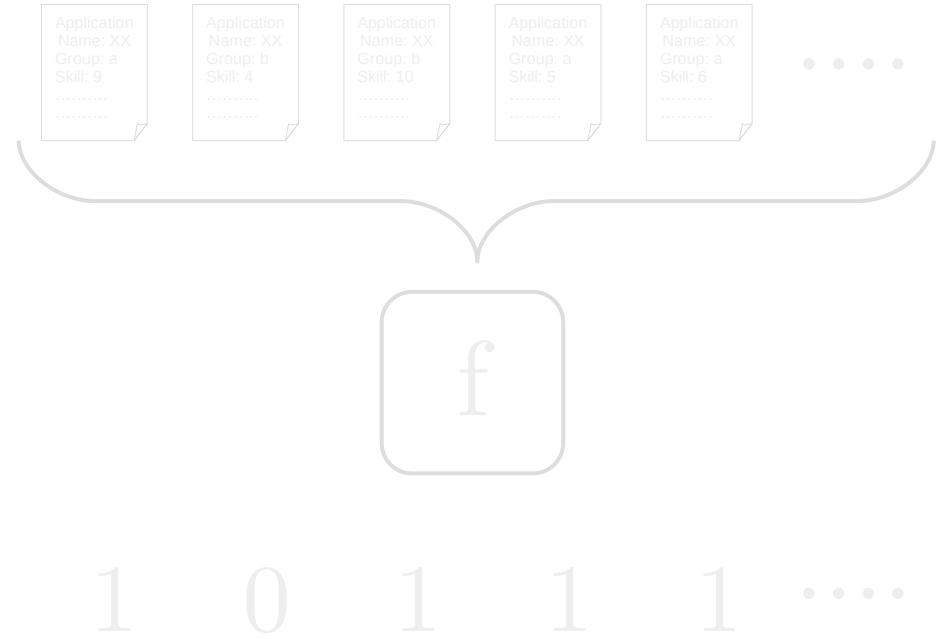 Application
Name: XX
Group: a
Skill: 9
..........
..........
Application
Name: XX
Group: b
Skill: 4
..........
..........
Application
Name: XX
Group: b
Skill: 10
..........
..........
Application
Name: XX
Group: a
Skill: 5
..........
..........
Application
Name: XX
Group: a
Skill: 6
..........
..........
....
f
1 0 1 1 1 ....